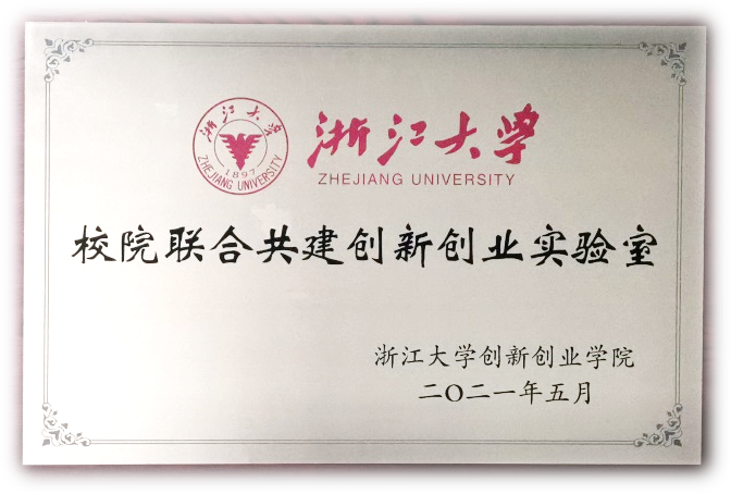 浙江大学
1897
ZHEJIANG UNIVERSITY
浙江大学
ZHEJIANG UNIVERSITY
校院联合共建创新创业实验室
浙江大学创新创业学院
二〇二一年五月